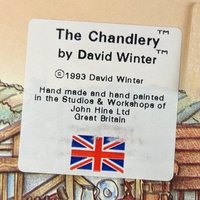 The Chandlery™
by David Winter™
©1993 David Winter
Hand made and hand painted
in the Studios & Workshops of
John Hine Ltd
Great Britain